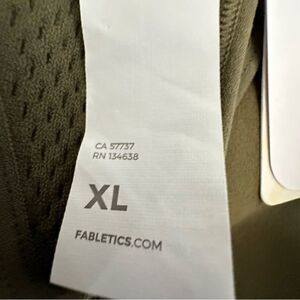 CA 57737
RN 134638
XL
FABLETICS.COM